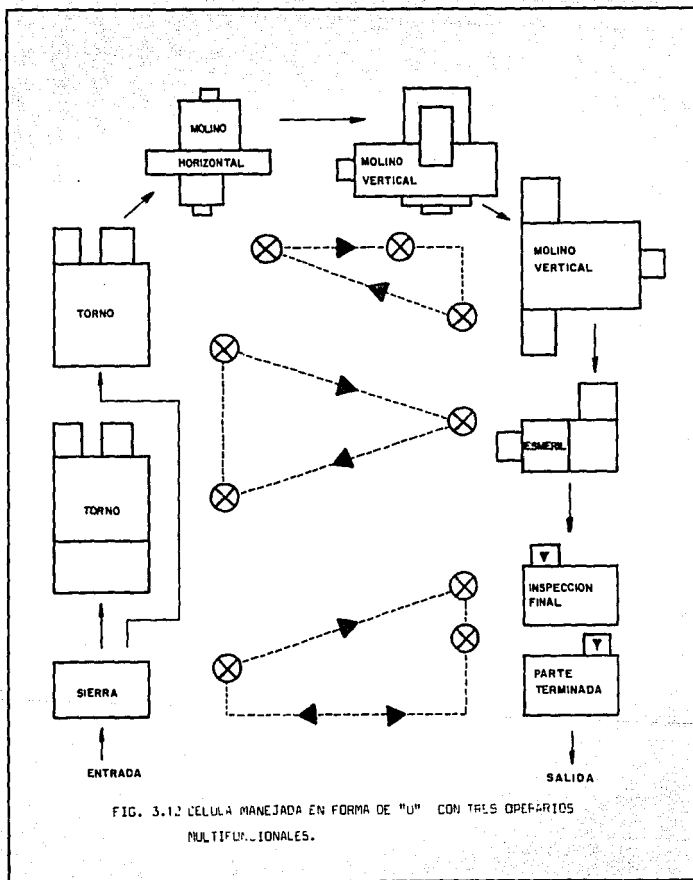 MOLINO
HORIZONTAL
MOLINO
VERTICAL
MOLINO
VERTICAL
TORNO
TORNO
ESMERIL
INSPECCION
FINAL
SIERRA
PARTE
TERMINADA
ENTRADA
SALIDA
FIG. 3.12 CELULA MANEJADA EN FORMA DE "U" CON TRES OPERARIOS
MULTIFUNCIONALES.